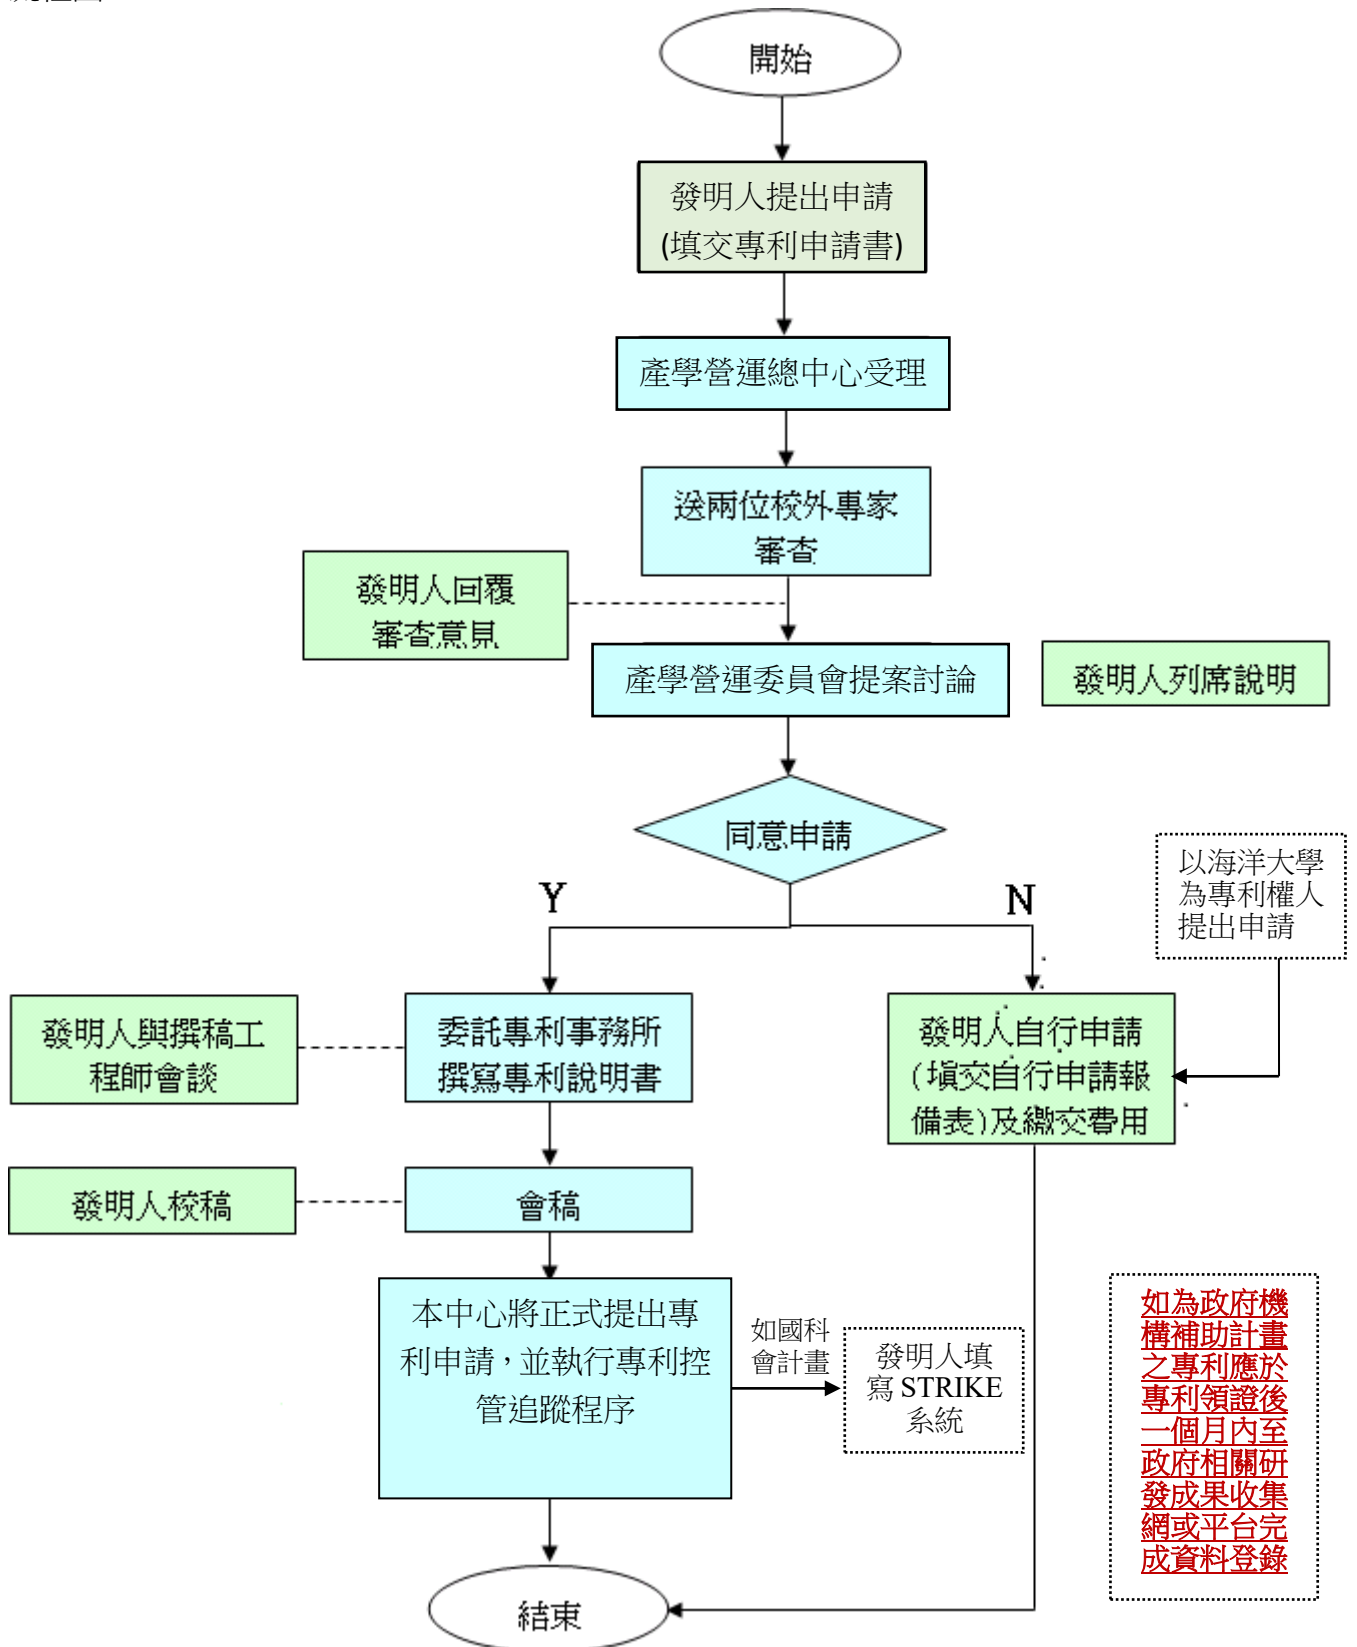 開始
發明人提出申請
(填交專利申請書)
產學營運總中心受理
送兩位校外專家
審查
發明人回覆
審查意見
產學營運委員會提案討論
發明人列席說明
同意申請
Y
N
以海洋大學
為專利權人
提出申請
發明人與撰稿工
程師會談
委託專利事務所
撰寫專利說明書
發明人自行申請
(填交自行申請報
備表)及繳交費用
發明人校稿
會稿
本中心將正式提出專
利申請，並執行專利控
管追蹤程序
如國科
會計畫
發明人填
寫 STRIKE
系統
如為政府機
構補助計畫
之專利應於
專利領證後
一個月內至
政府相關研
發成果收集
網或平台完
成資料登錄
結束